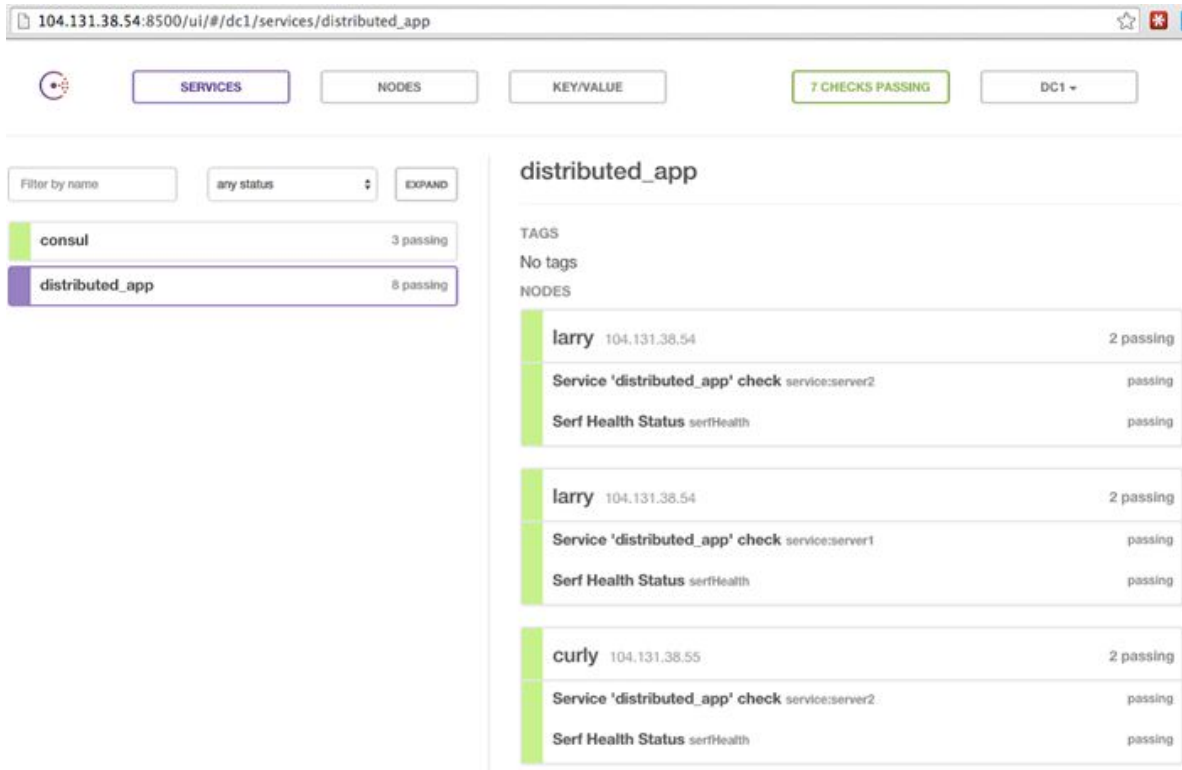 104.131.38.54:8500/ui/#/dc1/services/distributed_app
SERVICES NODES KEY/VALUE 7 CHECKS PASSING DC1
Filter by name any status EXPAND
consul 3 passing
distributed_app 8 passing
distributed_app
TAGS
No tags
NODES
larry 104.131.38.54 2 passing
Service 'distributed_app' check service:server2 passing
Serf Health Status serfHealth passing
larry 104.131.38.54 2 passing
Service 'distributed_app' check service:server1 passing
Serf Health Status serfHealth passing
curly 104.131.38.55 2 passing
Service 'distributed_app' check service:server2 passing
Serf Health Status serfHealth passing